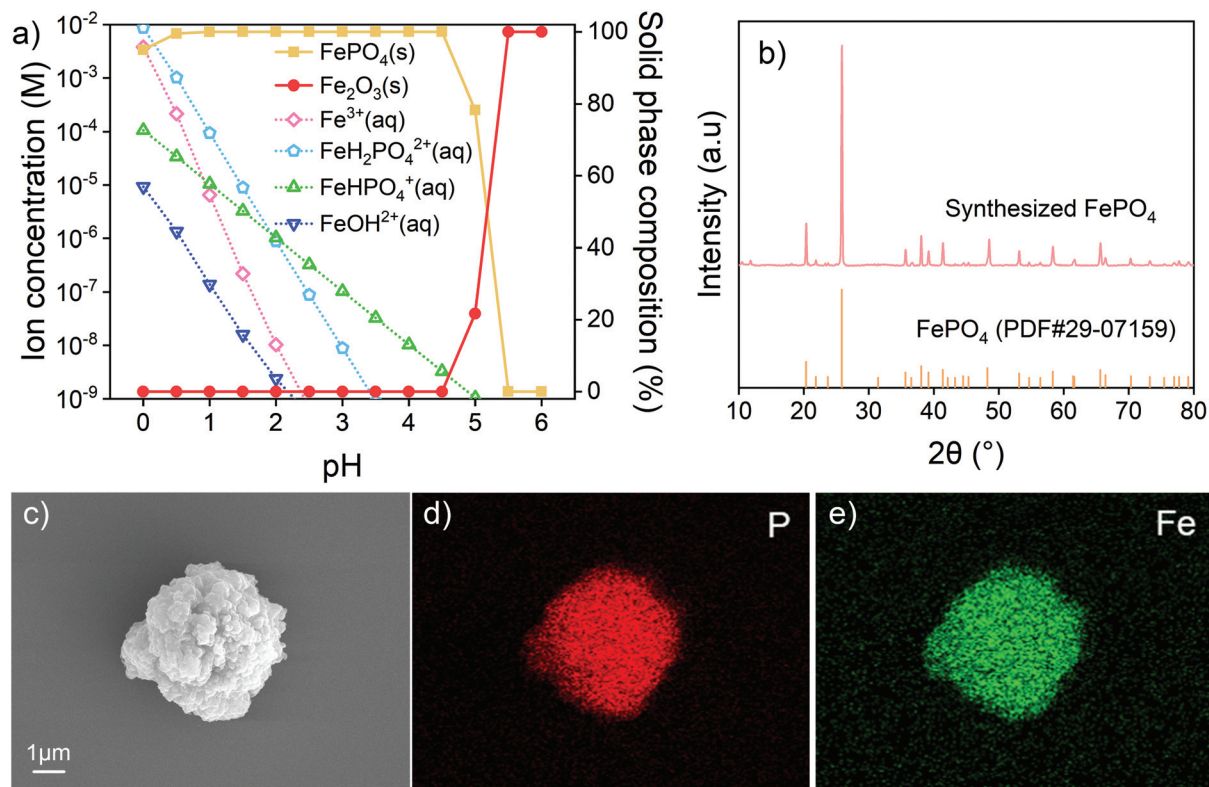 a)
Ion concentration (M)
10⁻²
10⁻³
10⁻⁴
10⁻⁵
10⁻⁶
10⁻⁷
10⁻⁸
10⁻⁹
FePO₄(s)
Fe₂O₃(s)
Fe³⁺(aq)
FeH₂PO₄²⁺(aq)
FeHPO₄⁺(aq)
FeOH²⁺(aq)
100
80
60
40
20
0
Solid phase composition (%)
0 1 2 3 4 5 6
pH
b)
Intensity (a.u)
Synthesized FePO₄
FePO₄ (PDF#29-07159)
10 20 30 40 50 60 70 80
2θ (°)
c)
1μm
d)
P
e)
Fe